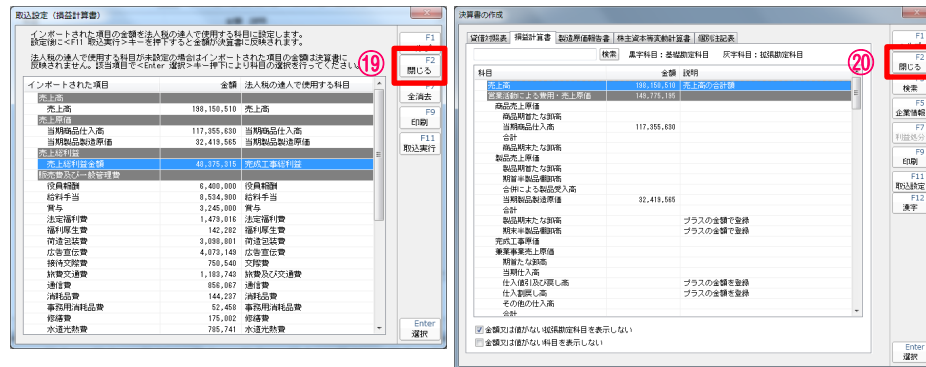 取込設定（損益計算書）
インポートされた項目の金額を法人税の達人で使用する科目に設定します。
設定後に<F11 取込実行>キーを押下すると金額が決算書に反映されます。
法人税の達人で使用する科目が未設定の場合はインポートされた項目の金額は決算書に
反映されません。該当項目で<Enter 選択>キー押下により科目の選択を行ってください。
⑲
F1
F2
閉じる
全消去
F9
印刷
F11
取込実行
Enter
選択
インポートされた項目 金額 法人税の達人で使用する科目
売上高
売上高 198,150,510 売上高
売上原価
当期商品仕入高 117,355,630 当期商品仕入高
当期製品製造原価 32,419,565 当期製品製造原価
売上総利益
売上総利益金額 48,375,315 完成工事総利益
販売費及び一般管理費
役員報酬 6,400,000 役員報酬
給料手当 8,534,900 給料手当
賞与 3,245,000 賞与
法定福利費 1,479,016 法定福利費
福利厚生費 142,282 福利厚生費
荷造包装費 3,898,801 荷造包装費
広告宣伝費 4,073,149 広告宣伝費
接待交際費 750,540 交際費
旅費交通費 1,183,743 旅費及び交通費
通信費 856,067 通信費
消耗品費 144,237 消耗品費
事務用消耗品費 52,458 事務用消耗品費
修繕費 175,002 修繕費
水道光熱費 785,741 水道光熱費
決算書の作成
貸借対照表 損益計算書 製造原価報告書 株主資本等変動計算書 個別注記表
検索 黒字科目：基礎勘定科目 灰字科目：拡張勘定科目
⑳
F1
F2
閉じる
検索
F5
企業情報
F7
利益処分
F9
印刷
F11
取込設定
F12
漢字
Enter
選択
科目 金額 説明
売上高 198,150,510 売上高の合計額
営業活動による費用・売上原価 149,775,195
商品売上原価
商品期首たな卸高
当期商品仕入高 117,355,630
合計
商品期末たな卸高
製品売上原価
製品期首たな卸高
期首半製品棚卸高
合併による製品受入高
当期製品製造原価 32,419,565
合計
製品期末たな卸高 プラスの金額で登録
期末半製品棚卸高 プラスの金額で登録
完成工事原価
兼業事業売上原価
期首たな卸高
当期仕入高
仕入値引及び戻し高 プラスの金額を登録
仕入割戻し高 プラスの金額を登録
その他の仕入高
合計
金額又は値がない拡張勘定科目を表示しない
金額又は値がない科目を表示しない